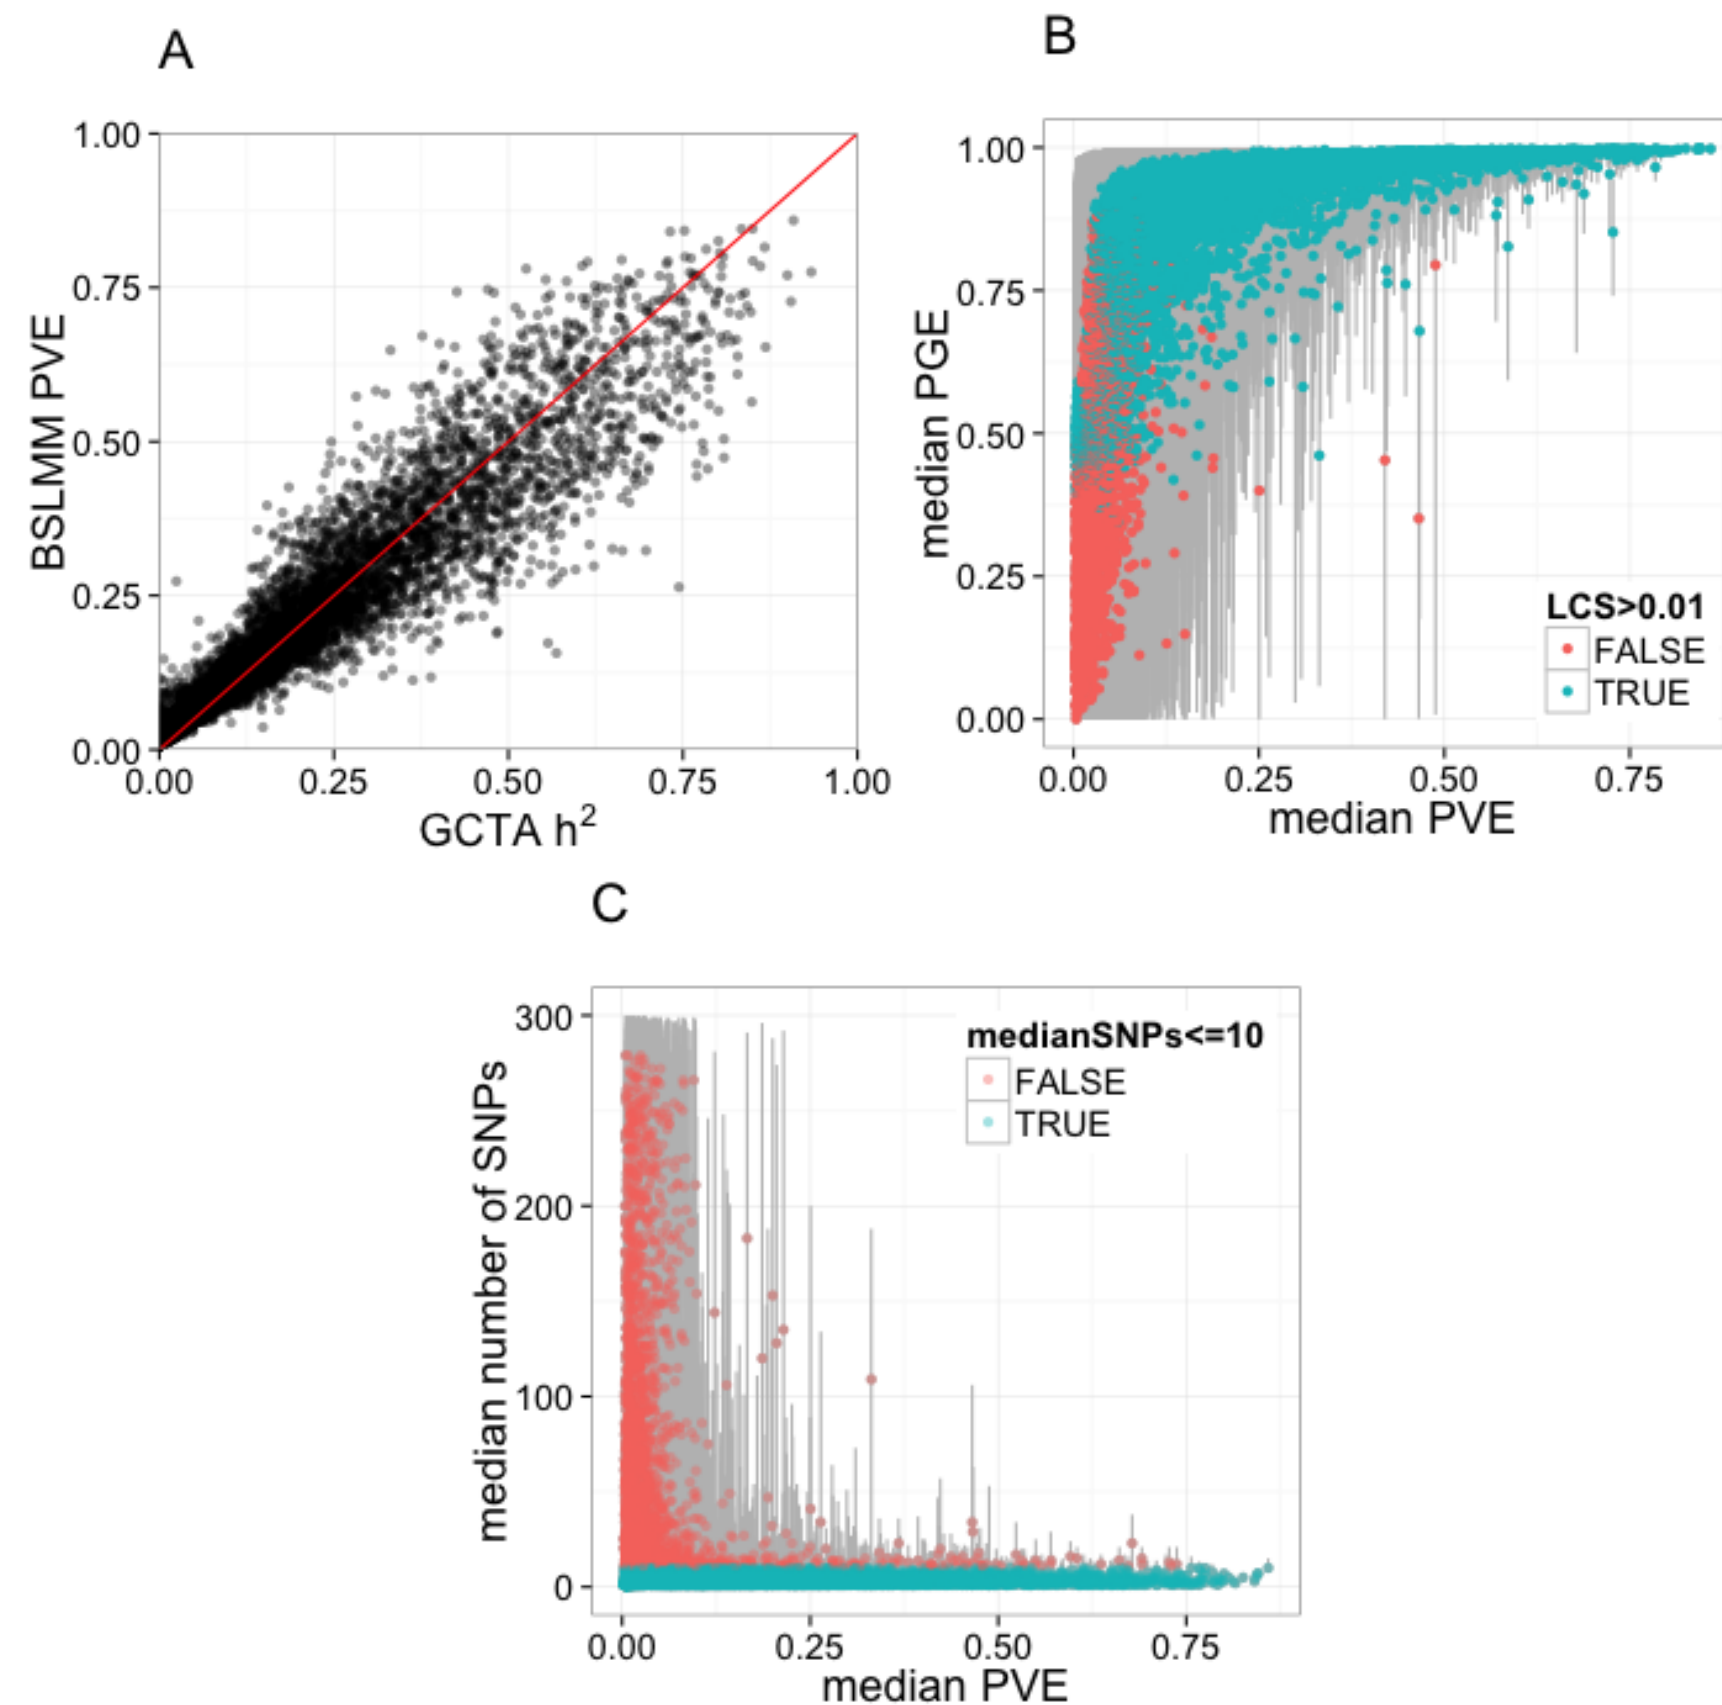 A
1.00
0.75
0.50
0.25
0.00
BSLMM PVE
0.00 0.25 0.50 0.75 1.00
GCTA h²
B
1.00
0.75
0.50
0.25
0.00
median PGE
LCS>0.01
FALSE
TRUE
0.00 0.25 0.50 0.75
median PVE
C
300
200
100
0
median number of SNPs
medianSNPs<=10
FALSE
TRUE
0.00 0.25 0.50 0.75
median PVE